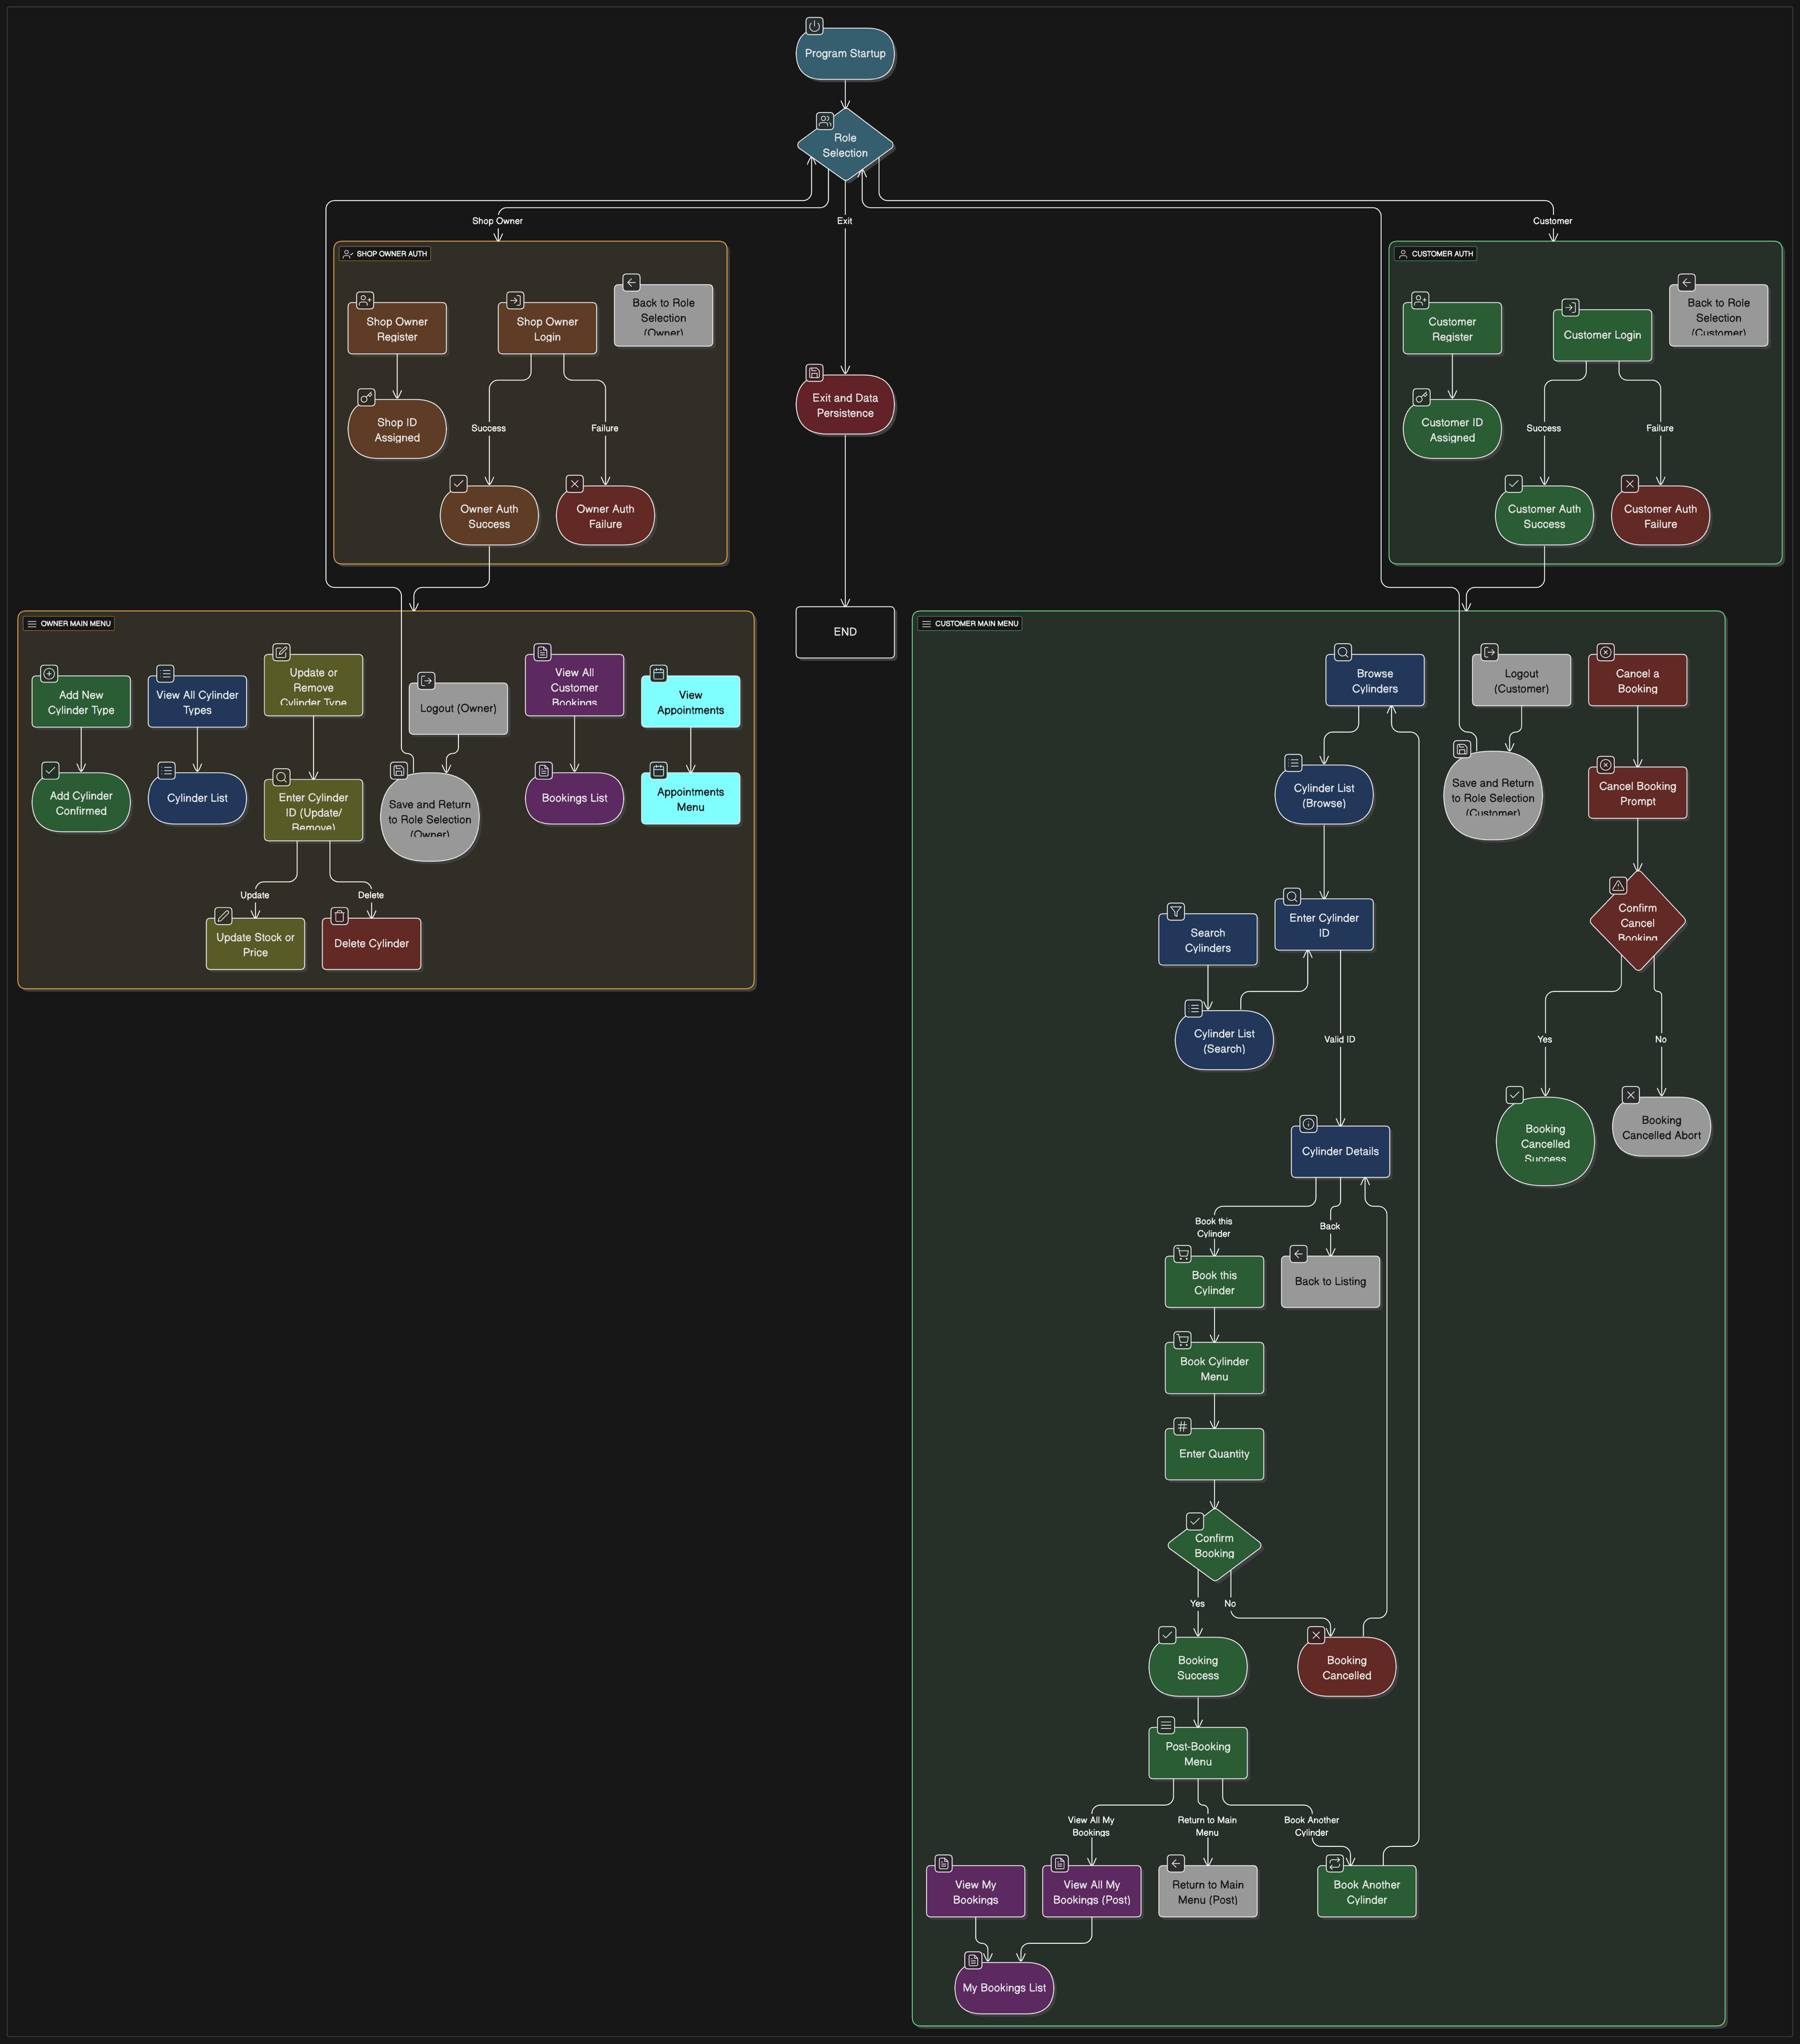 Program Startup
Role
Selection
Shop Owner
Exit
Customer
SHOP OWNER AUTH
Shop Owner
Register
Shop Owner
Login
Back to Role
Selection
(Owner)
Shop ID
Assigned
Success
Failure
Owner Auth
Success
Owner Auth
Failure
Exit and Data
Persistence
END
CUSTOMER AUTH
Customer
Register
Customer Login
Back to Role
Selection
(Customer)
Customer ID
Assigned
Success
Failure
Customer Auth
Success
Customer Auth
Failure
OWNER MAIN MENU
Add New
Cylinder Type
View All Cylinder
Types
Update or
Remove
Cylinder Type
Logout (Owner)
View All
Customer
Bookings
View
Appointments
Add Cylinder
Confirmed
Cylinder List
Enter Cylinder
ID (Update/
Remove)
Save and Return
to Role Selection
(Owner)
Bookings List
Appointments
Menu
Update
Delete
Update Stock or
Price
Delete Cylinder
CUSTOMER MAIN MENU
Browse
Cylinders
Logout
(Customer)
Cancel a
Booking
Cylinder List
(Browse)
Save and Return
to Role Selection
(Customer)
Cancel Booking
Prompt
Search
Cylinders
Enter Cylinder
ID
Confirm
Cancel
Booking
Cylinder List
(Search)
Valid ID
Yes
No
Booking
Cancelled
Success
Booking
Cancelled Abort
Cylinder Details
Book this
Cylinder
Back
Book this
Cylinder
Back to Listing
Book Cylinder
Menu
Enter Quantity
Confirm
Booking
Yes
No
Booking
Success
Booking
Cancelled
Post-Booking
Menu
View All My
Bookings
Return to Main
Menu
Book Another
Cylinder
View My
Bookings
View All My
Bookings (Post)
Return to Main
Menu (Post)
Book Another
Cylinder
My Bookings List